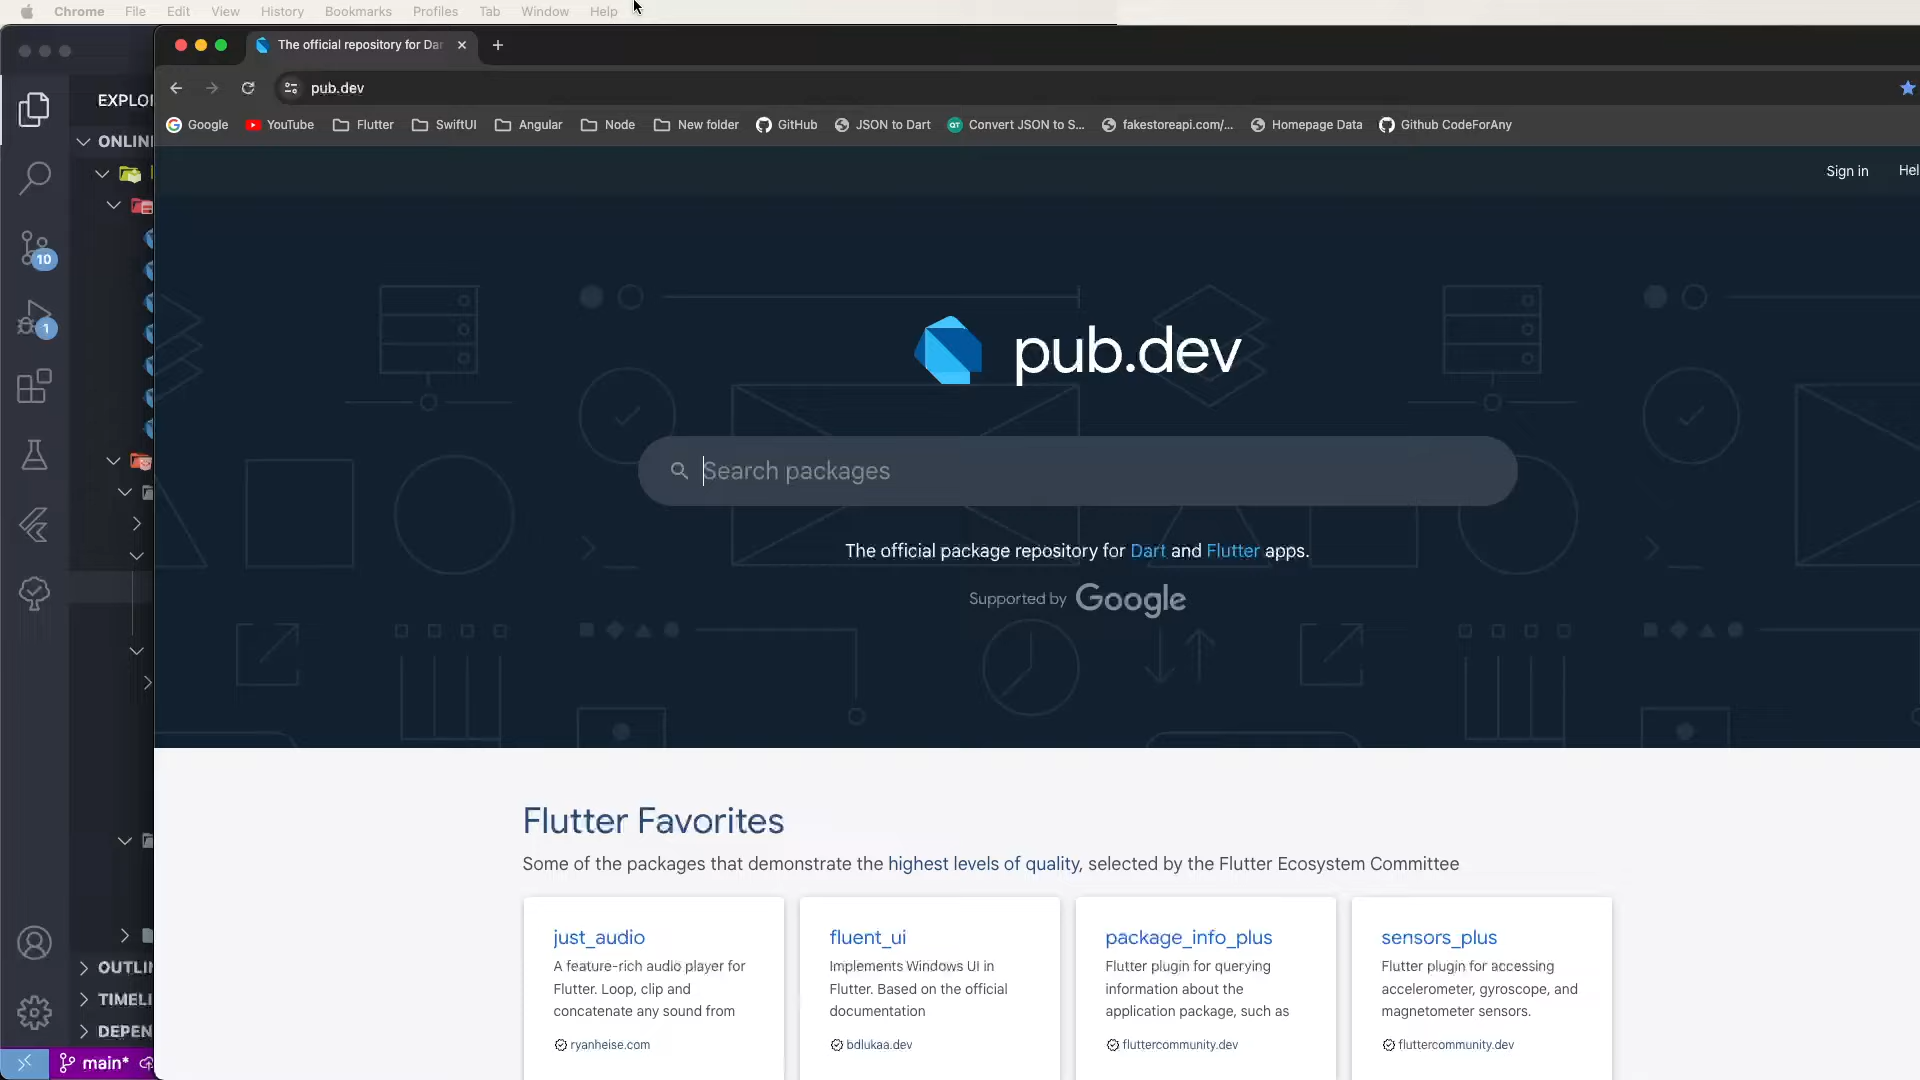 Chrome File Edit View History Bookmarks Profiles Tab Window Help
The official repository for Dar
pub.dev
Google YouTube Flutter SwiftUI Angular Node New folder GitHub JSON to Dart Convert JSON to S... fakestoreapi.com/... Homepage Data Github CodeForAny
EXPLO
ONLIN
10
1
Sign in Hel
pub.dev
Search packages
The official package repository for Dart and Flutter apps.
Supported by Google
Flutter Favorites
Some of the packages that demonstrate the highest levels of quality, selected by the Flutter Ecosystem Committee
just_audio
A feature-rich audio player for
Flutter. Loop, clip and
concatenate any sound from
ryanheise.com
fluent_ui
Implements Windows UI in
Flutter. Based on the official
documentation
bdlukaa.dev
package_info_plus
Flutter plugin for querying
information about the
application package, such as
fluttercommunity.dev
sensors_plus
Flutter plugin for accessing
accelerometer, gyroscope, and
magnetometer sensors.
fluttercommunity.dev
OUTLIN
TIMELI
DEPEN
main*